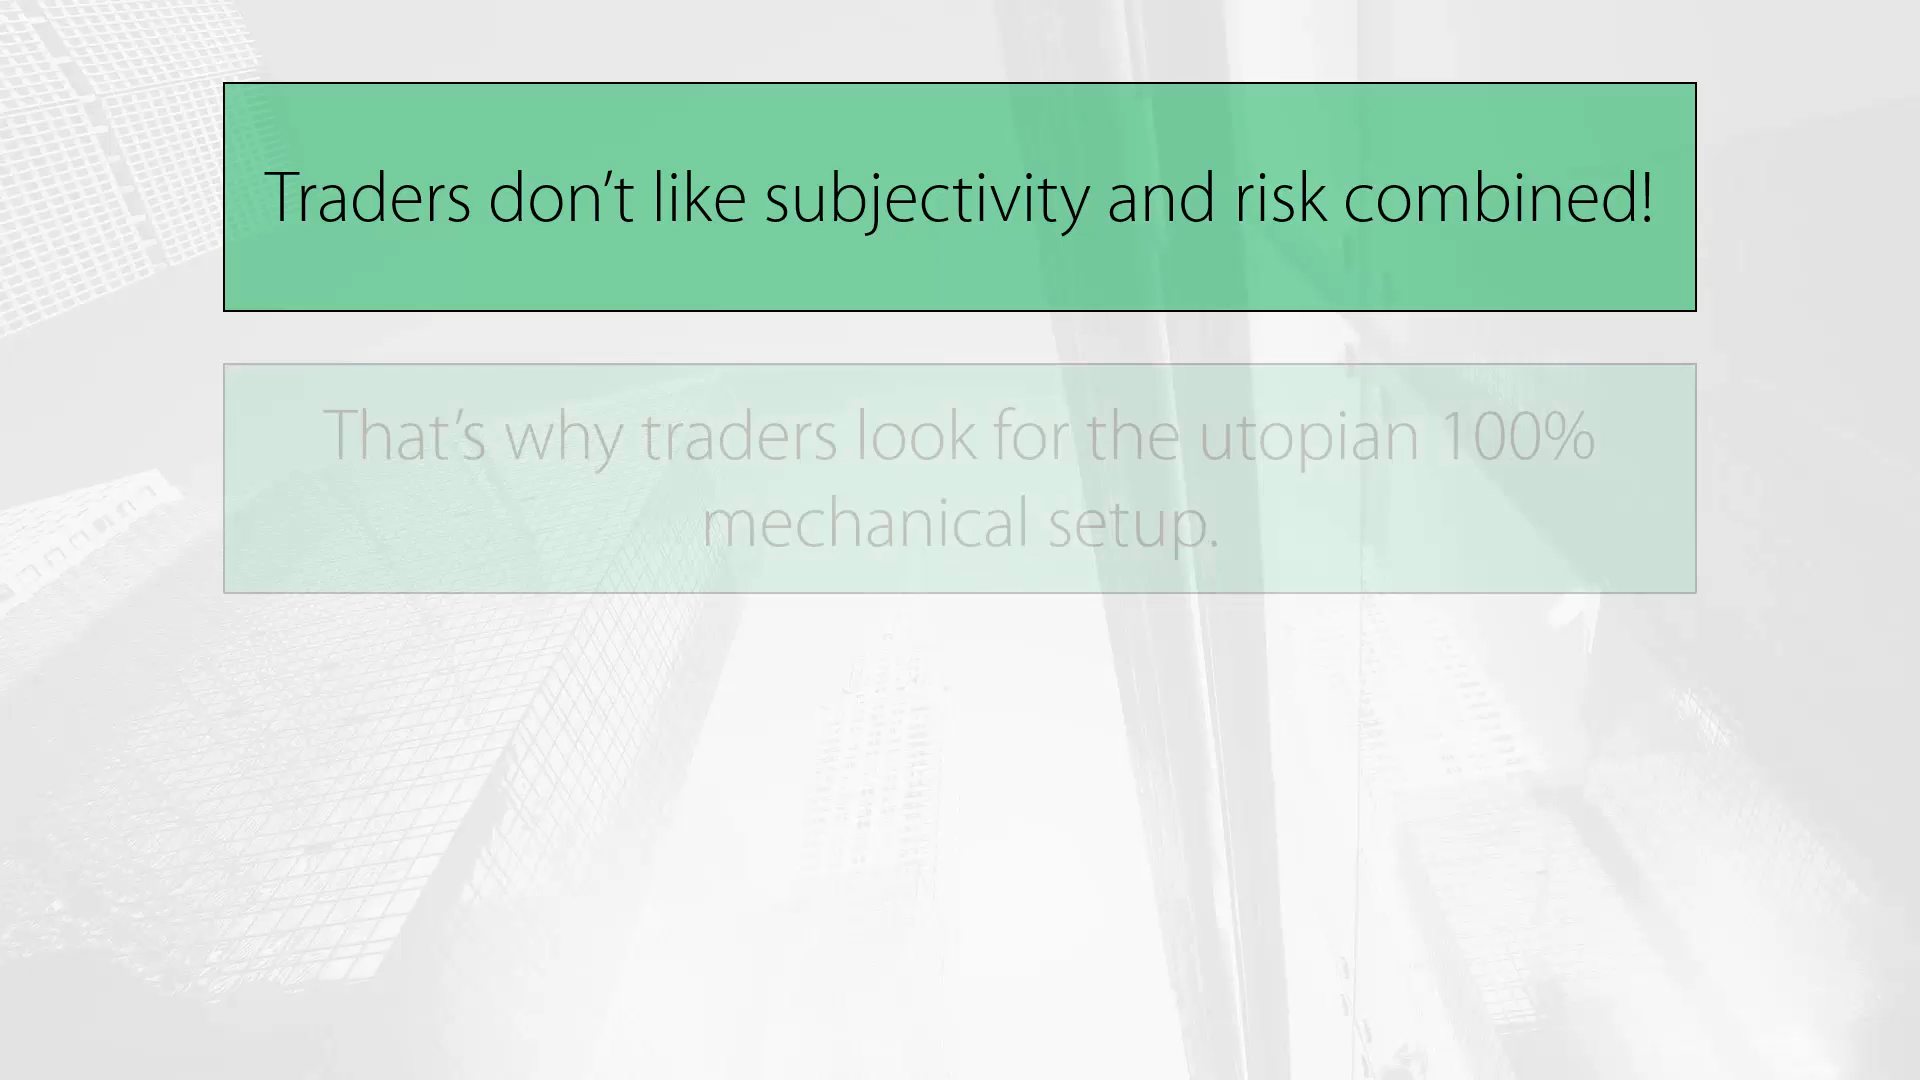 Traders don’t like subjectivity and risk combined!
That’s why traders look for the utopian 100%
mechanical setup.